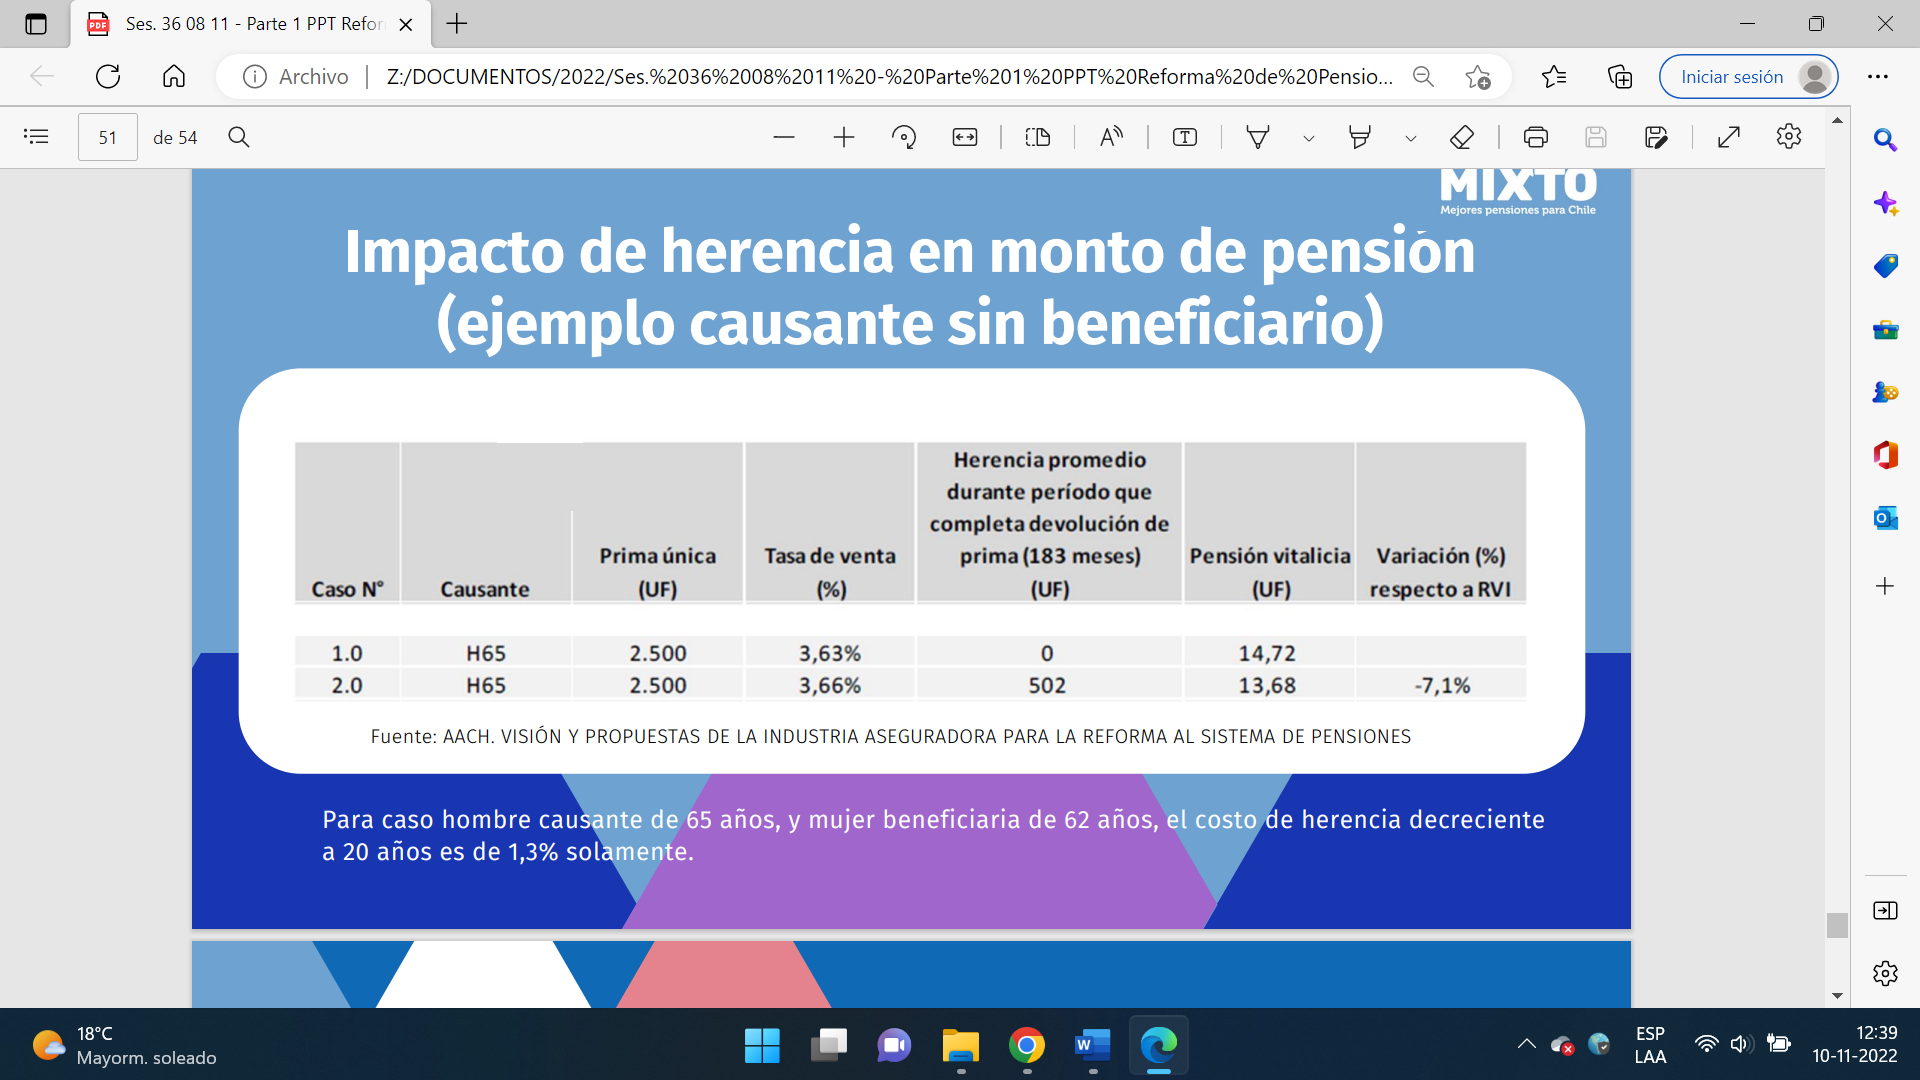 Ses. 36 08 11 - Parte 1 PPT Refor
Archivo
Z:/DOCUMENTOS/2022/Ses.%2036%2008%2011%20-%20Parte%201%20PPT%20Reforma%20de%20Pensio...
Iniciar sesión
51
de 54
MIXTO
Mejores pensiones para Chile
Impacto de herencia en monto de pensión
(ejemplo causante sin beneficiario)
Caso N° Causante Prima única (UF) Tasa de venta (%) Herencia promedio durante período que completa devolución de prima (183 meses) (UF) Pensión vitalicia (UF) Variación (%) respecto a RVI
1.0 H65 2.500 3,63% 0 14,72
2.0 H65 2.500 3,66% 502 13,68 -7,1%
Fuente: AACH. VISIÓN Y PROPUESTAS DE LA INDUSTRIA ASEGURADORA PARA LA REFORMA AL SISTEMA DE PENSIONES
Para caso hombre causante de 65 años, y mujer beneficiaria de 62 años, el costo de herencia decreciente
a 20 años es de 1,3% solamente.
18°C
Mayorm. soleado
ESP
LAA
12:39
10-11-2022